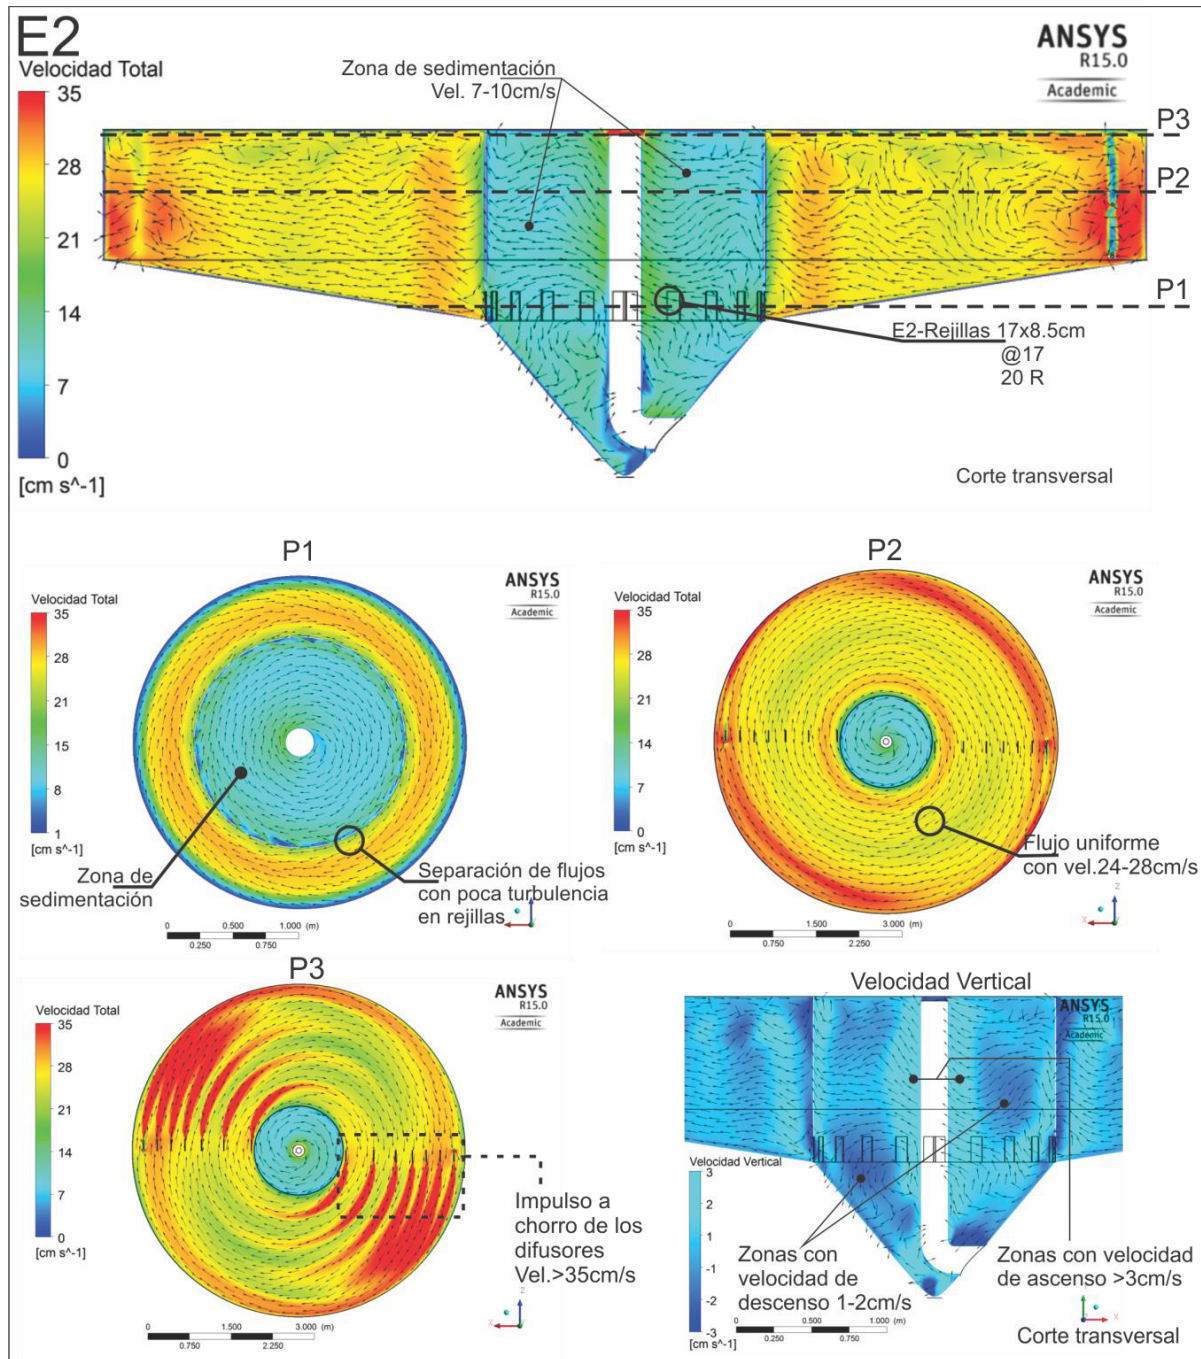 E2
Velocidad Total
35
28
21
14
7
0
[cm s^-1]
Zona de sedimentación
Vel. 7-10cm/s
ANSYS
R15.0
Academic
P3
P2
P1
E2-Rejillas 17x8.5cm
@17
20 R
Corte transversal
P1
Velocidad Total
35
28
23
18
12
6
1
[cm s^-1]
ANSYS
R15.0
Academic
Zona de
sedimentación
Separación de flujos
con poca turbulencia
en rejillas
0 0.500 1.000 (m)
0.250 0.750
P2
Velocidad Total
35
28
22
14
7
0
[cm s^-1]
ANSYS
R15.0
Academic
Flujo uniforme
con vel.24-28cm/s
Z
X
0 1.500 3.000 (m)
0.750 2.250
P3
Velocidad Total
35
28
21
14
7
0
[cm s^-1]
ANSYS
R15.0
Academic
Impulso a
chorro de los
difusores
Vel.>35cm/s
Z
X
0 1.500 3.000 (m)
0.750 2.250
Velocidad Vertical
ANSYS
R15.0
Academic
Velocidad Vertical
3
2
1
-1
-2
-3
[cm s^-1]
Zonas con
velocidad de
descenso 1-2cm/s
Zonas con velocidad
de ascenso >3cm/s
0 0.500 1.000 (m)
0.250 0.750
X
Corte transversal